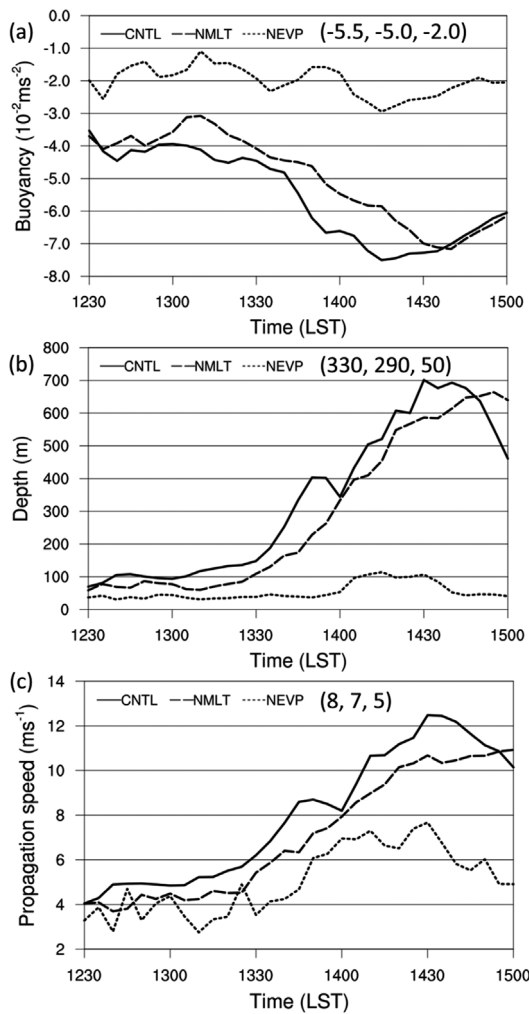 (a)
CNTL NMLT NEVP (-5.5, -5.0, -2.0)
Buoyancy (10⁻²ms⁻²)
0.0
-1.0
-2.0
-3.0
-4.0
-5.0
-6.0
-7.0
-8.0
1230 1300 1330 1400 1430 1500
Time (LST)
(b)
CNTL NMLT NEVP (330, 290, 50)
Depth (m)
800
700
600
500
400
300
200
100
0
1230 1300 1330 1400 1430 1500
Time (LST)
(c)
CNTL NMLT NEVP (8, 7, 5)
Propagation speed (ms⁻¹)
14
12
10
8
6
4
2
1230 1300 1330 1400 1430 1500
Time (LST)